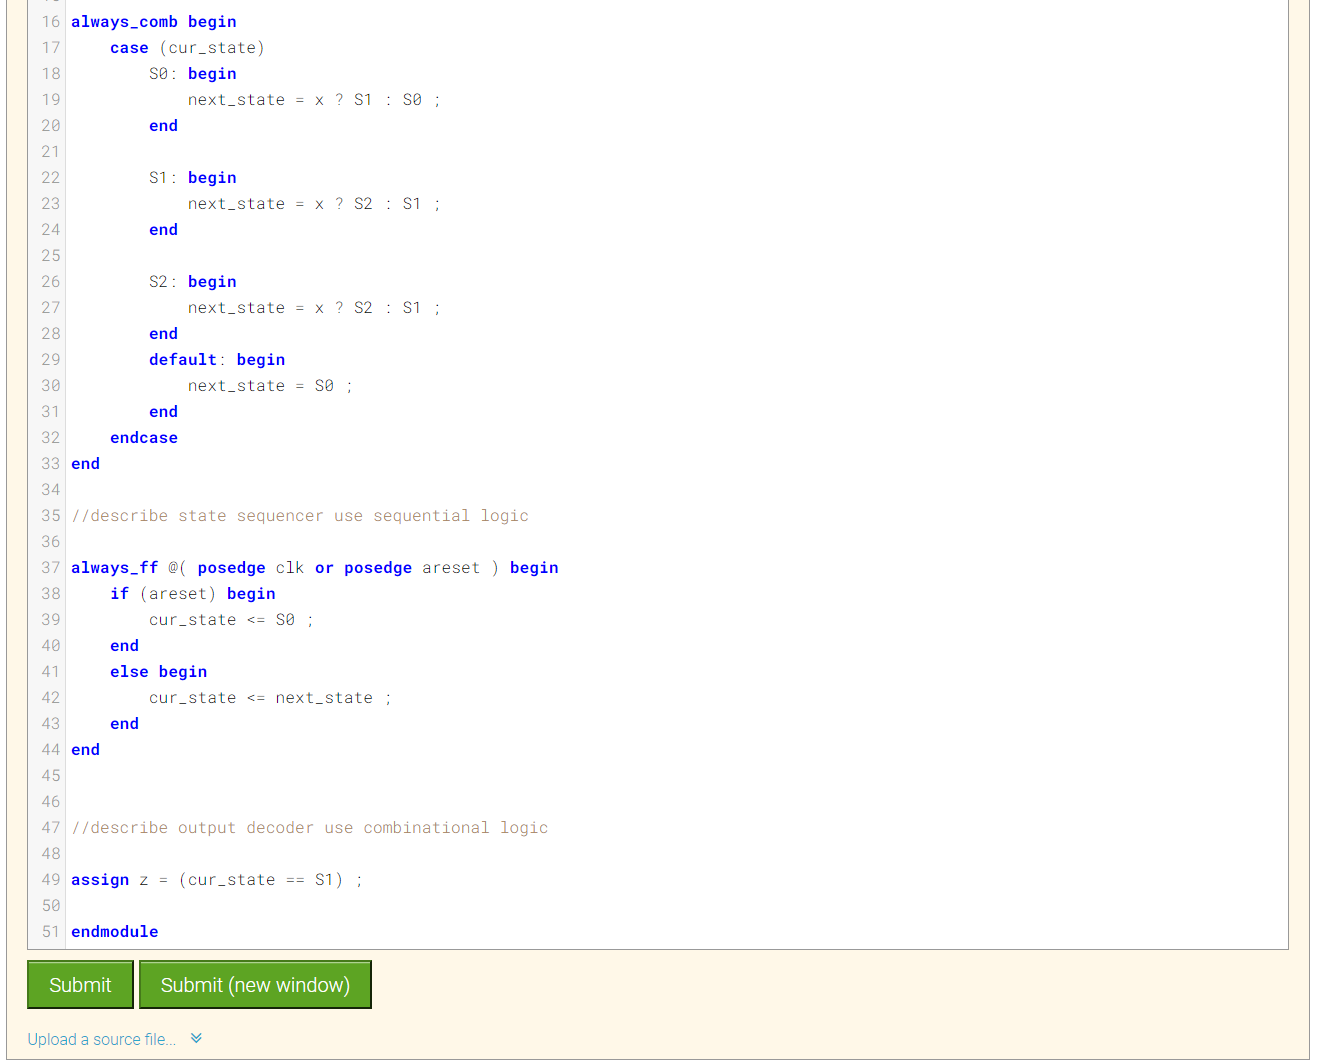 16 always_comb begin
17 case (cur_state)
18 S0: begin
19 next_state = x ? S1 : S0 ;
20 end
21
22 S1: begin
23 next_state = x ? S2 : S1 ;
24 end
25
26 S2: begin
27 next_state = x ? S2 : S1 ;
28 end
29 default: begin
30 next_state = S0 ;
31 end
32 endcase
33 end
34
35 //describe state sequencer use sequential logic
36
37 always_ff @( posedge clk or posedge areset ) begin
38 if (areset) begin
39 cur_state <= S0 ;
40 end
41 else begin
42 cur_state <= next_state ;
43 end
44 end
45
46
47 //describe output decoder use combinational logic
48
49 assign z = (cur_state == S1) ;
50
51 endmodule
Submit Submit (new window)
Upload a source file...